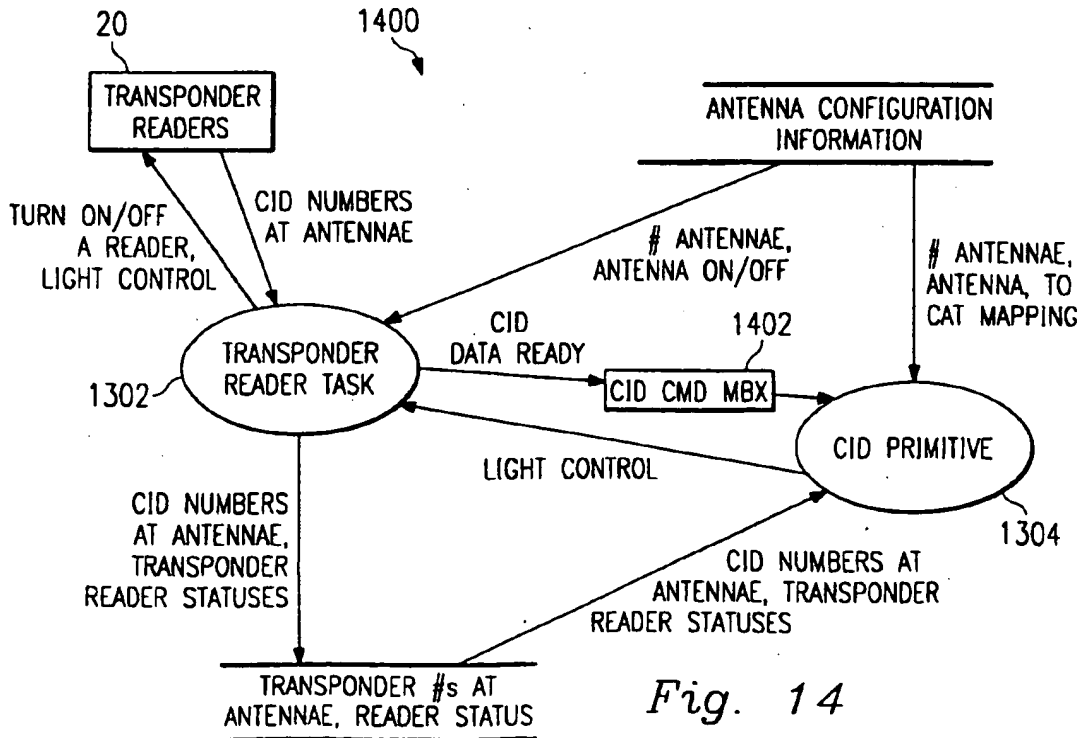 20
1400
TRANSPONDER
READERS
ANTENNA CONFIGURATION
INFORMATION
TURN ON/OFF
A READER,
LIGHT CONTROL
CID NUMBERS
AT ANTENNAE
# ANTENNAE,
ANTENNA ON/OFF
# ANTENNAE,
ANTENNA, TO
CAT MAPPING
CID
DATA READY
1402
TRANSPONDER
READER TASK
1302
CID CMD MBX
CID PRIMITIVE
1304
LIGHT CONTROL
CID NUMBERS
AT ANTENNAE,
TRANSPONDER
READER STATUSES
CID NUMBERS AT
ANTENNAE, TRANSPONDER
READER STATUSES
TRANSPONDER #s AT
ANTENNAE, READER STATUS
Fig. 14